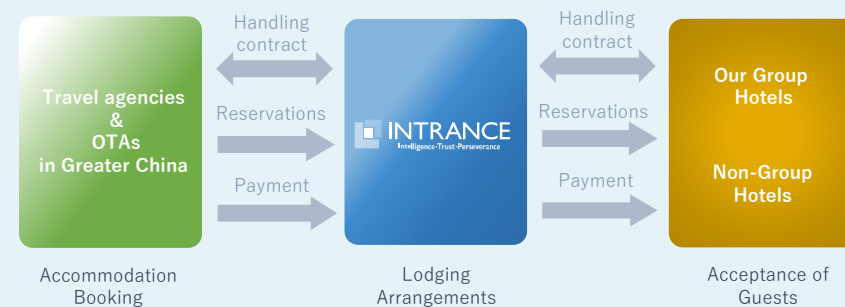 Handling
contract
Reservations
Payment
Travel agencies
&
OTAs
in Greater China
Accommodation
Booking
INTRANCE
Intelligence·Trust·Perseverance
Lodging
Arrangements
Handling
contract
Reservations
Payment
Our Group
Hotels
Non-Group
Hotels
Acceptance of
Guests